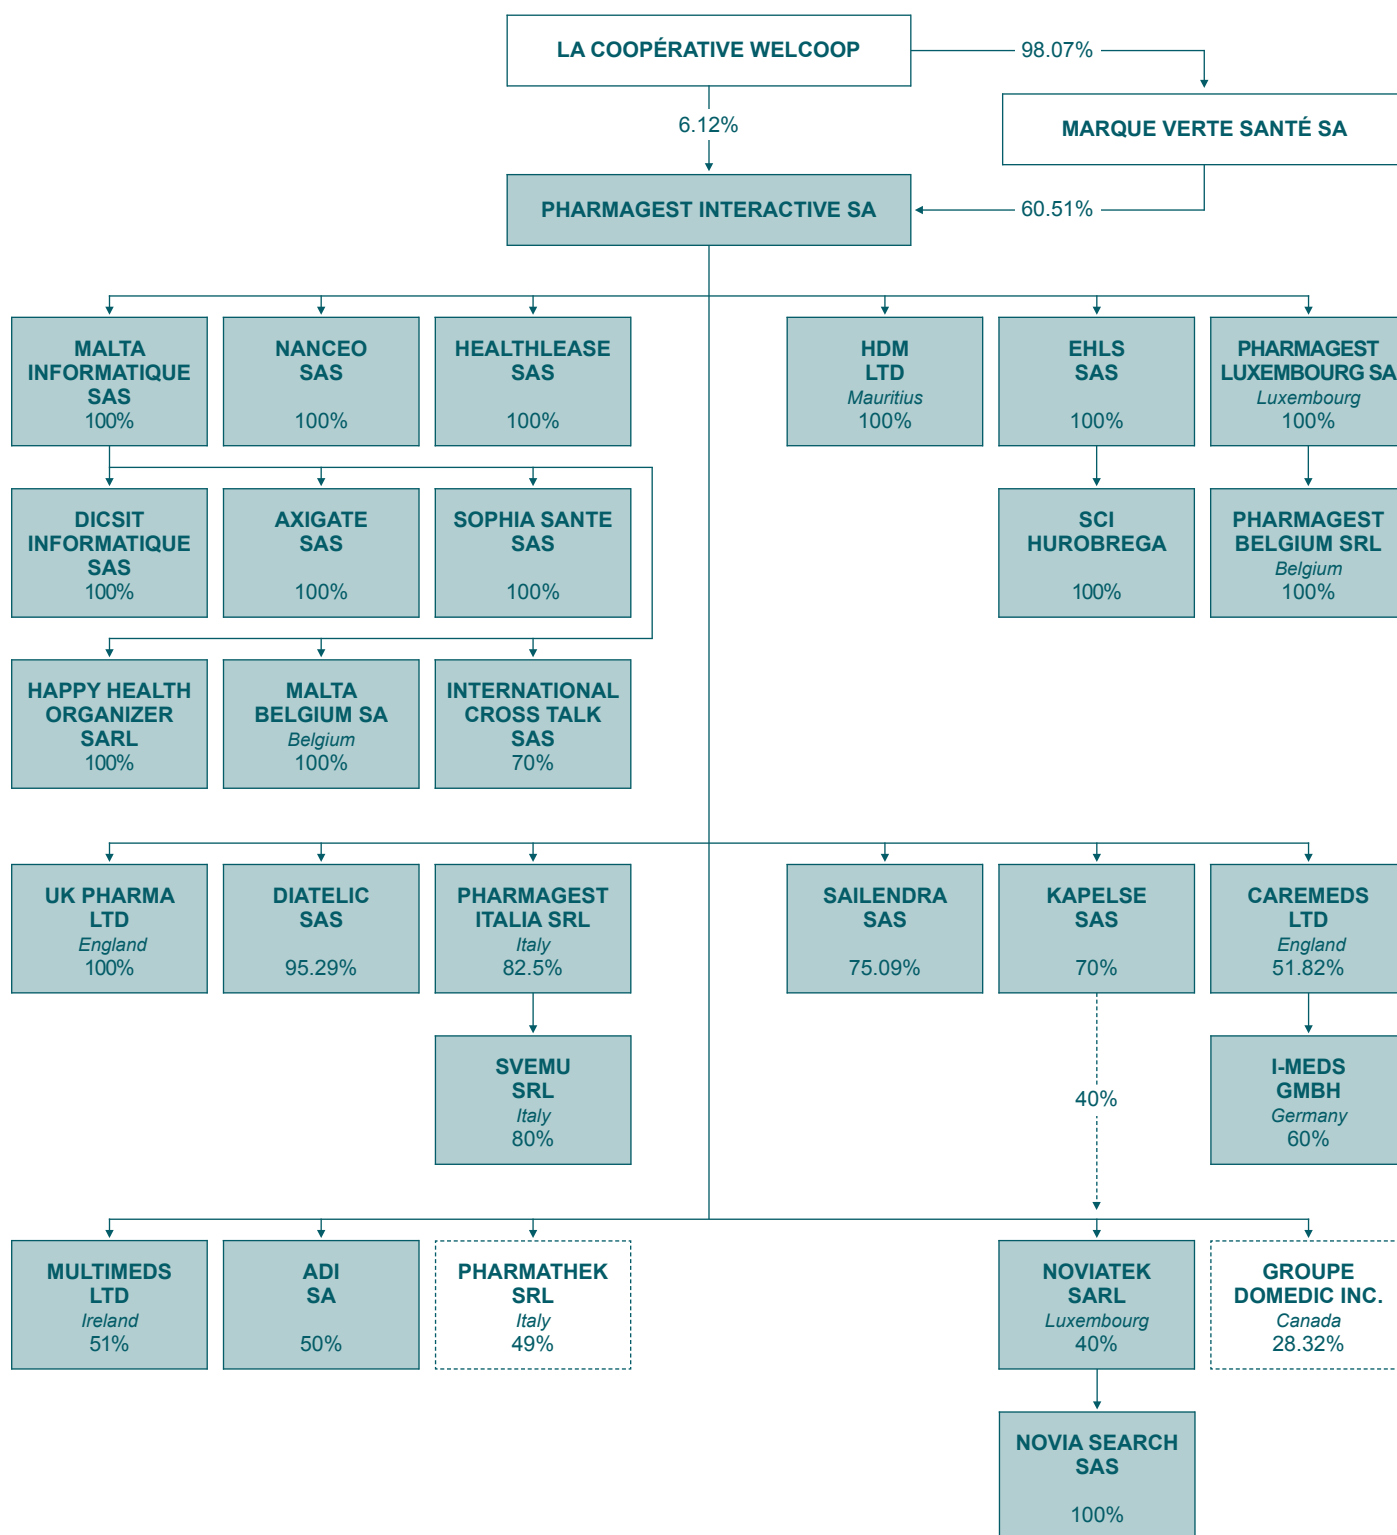 LA COOPÉRATIVE WELCOOP
98.07%
MARQUE VERTE SANTÉ SA
6.12%
PHARMAGEST INTERACTIVE SA
60.51%
MALTA
INFORMATIQUE
SAS
100%
NANCEO
SAS
100%
HEALTHLEASE
SAS
100%
HDM
LTD
Mauritius
100%
EHLS
SAS
100%
PHARMAGEST
LUXEMBOURG SA
Luxembourg
100%
DICSIT
INFORMATIQUE
SAS
100%
AXIGATE
SAS
100%
SOPHIA SANTE
SAS
100%
SCI
HUROBREGA
100%
PHARMAGEST
BELGIUM SRL
Belgium
100%
HAPPY HEALTH
ORGANIZER
SARL
100%
MALTA
BELGIUM SA
Belgium
100%
INTERNATIONAL
CROSS TALK
SAS
70%
UK PHARMA
LTD
England
100%
DIATELIC
SAS
95.29%
PHARMAGEST
ITALIA SRL
Italy
82.5%
SAILENDRA
SAS
75.09%
KAPELSE
SAS
70%
CAREMEDS
LTD
England
51.82%
SVEMU
SRL
Italy
80%
40%
I-MEDS
GMBH
Germany
60%
MULTIMEDS
LTD
Ireland
51%
ADI
SA
50%
PHARMATHEK
SRL
Italy
49%
NOVIATEK
SARL
Luxembourg
40%
GROUPE
DOMEDIC INC.
Canada
28.32%
NOVIA SEARCH
SAS
100%